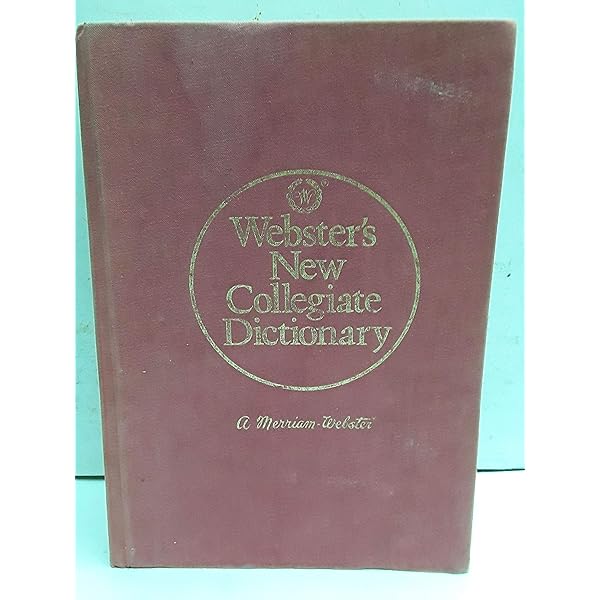 W ®
Webster's
New
Collegiate
Dictionary
A Merriam-Webster